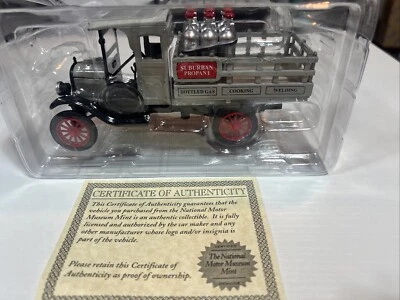 SUBURBAN
PROPANE
BOTTLED GAS COOKING WELDING
CERTIFICATE OF AUTHENTICITY
This Certificate of Authenticity guarantees that the
vehicle you purchased from the National Motor
Museum Mint is an authentic collectible. It is fully
licensed and authorized by the car maker and any
other manufacturer whose logo and/or insignia is
part of the vehicle.
Please retain this Certificate of
Authenticity as proof of ownership.
The National
Motor Museum
Mint